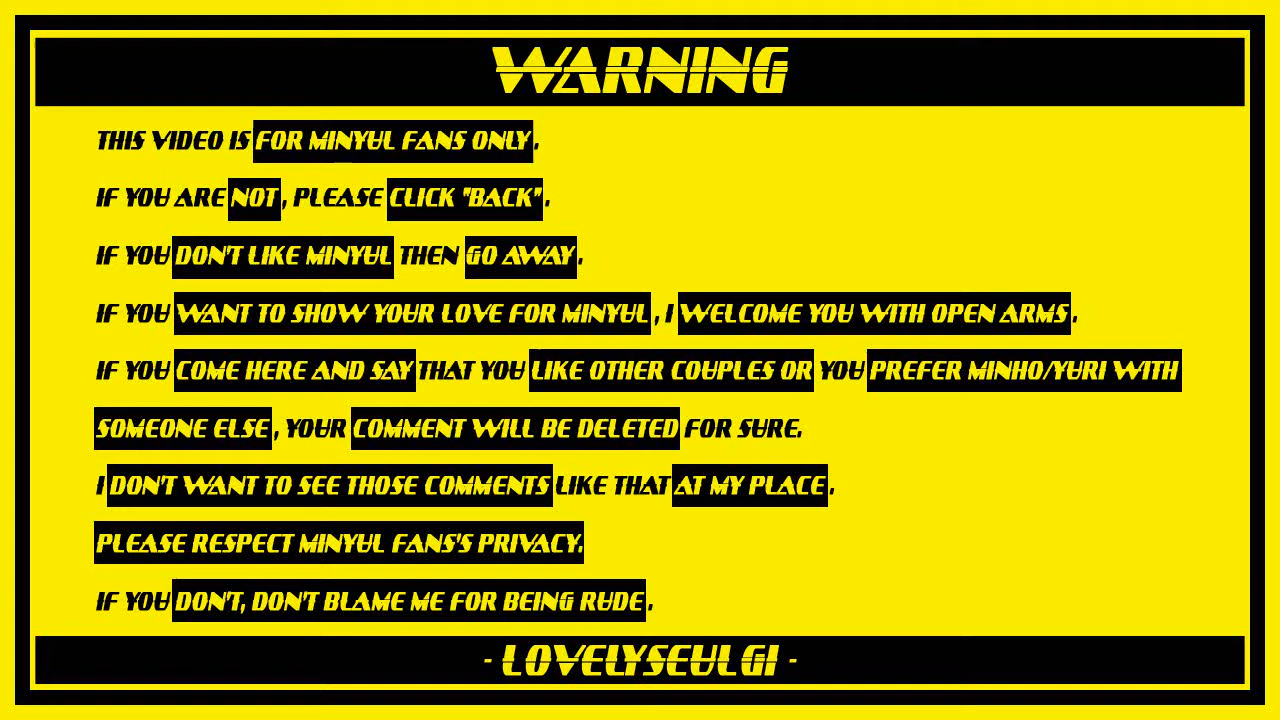 WARNING
THIS VIDEO IS FOR MINYUL FANS ONLY.
IF YOU ARE NOT, PLEASE CLICK "BACK".
IF YOU DON'T LIKE MINYUL THEN GO AWAY.
IF YOU WANT TO SHOW YOUR LOVE FOR MINYUL, I WELCOME YOU WITH OPEN ARMS.
IF YOU COME HERE AND SAY THAT YOU LIKE OTHER COUPLES OR YOU PREFER MINHO/YURI WITH
SOMEONE ELSE, YOUR COMMENT WILL BE DELETED FOR SURE.
I DON'T WANT TO SEE THOSE COMMENTS LIKE THAT AT MY PLACE.
PLEASE RESPECT MINYUL FANS'S PRIVACY.
IF YOU DON'T, DON'T BLAME ME FOR BEING RUDE.
- LOVELYSEULGI -